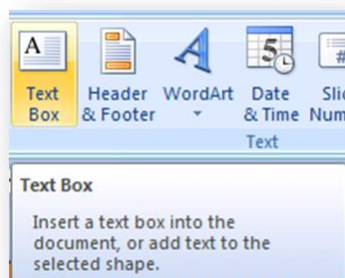 A
5
#
Text Header WordArt Date
Box & Footer & Time
Text
Text Box
Insert a text box into the
document, or add text to the
selected shape.